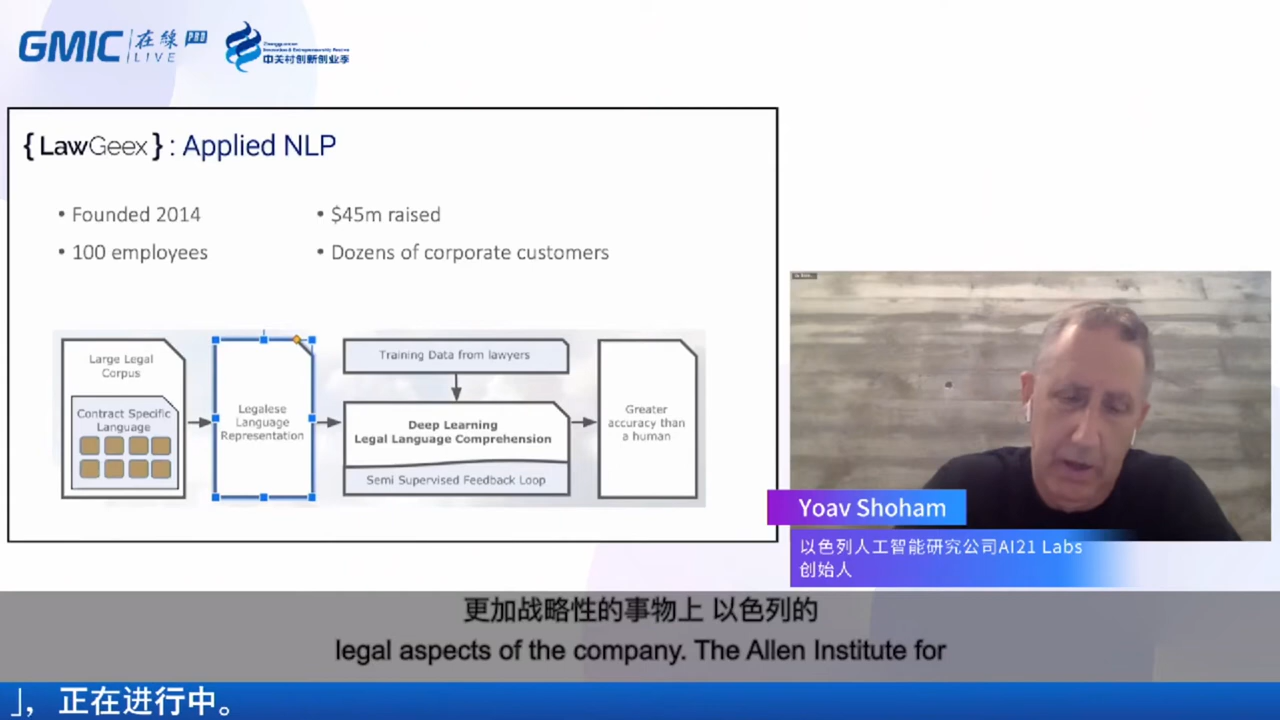 GMIC 在線 PRO
LIVE
Zhongguancun
Innovation & Entrepreneurship Festival
中关村创新创业季
{LawGeex} : Applied NLP
• Founded 2014
• $45m raised
• 100 employees
• Dozens of corporate customers
Large Legal
Corpus
Contract Specific
Language
Legalese
Language
Representation
Training Data from lawyers
Deep Learning
Legal Language Comprehension
Semi Supervised Feedback Loop
Greater
accuracy than
a human
Yoav Shoham
以色列人工智能研究公司AI21 Labs
创始人
更加战略性的事物上 以色列的
legal aspects of the company. The Allen Institute for
」，正在进行中。